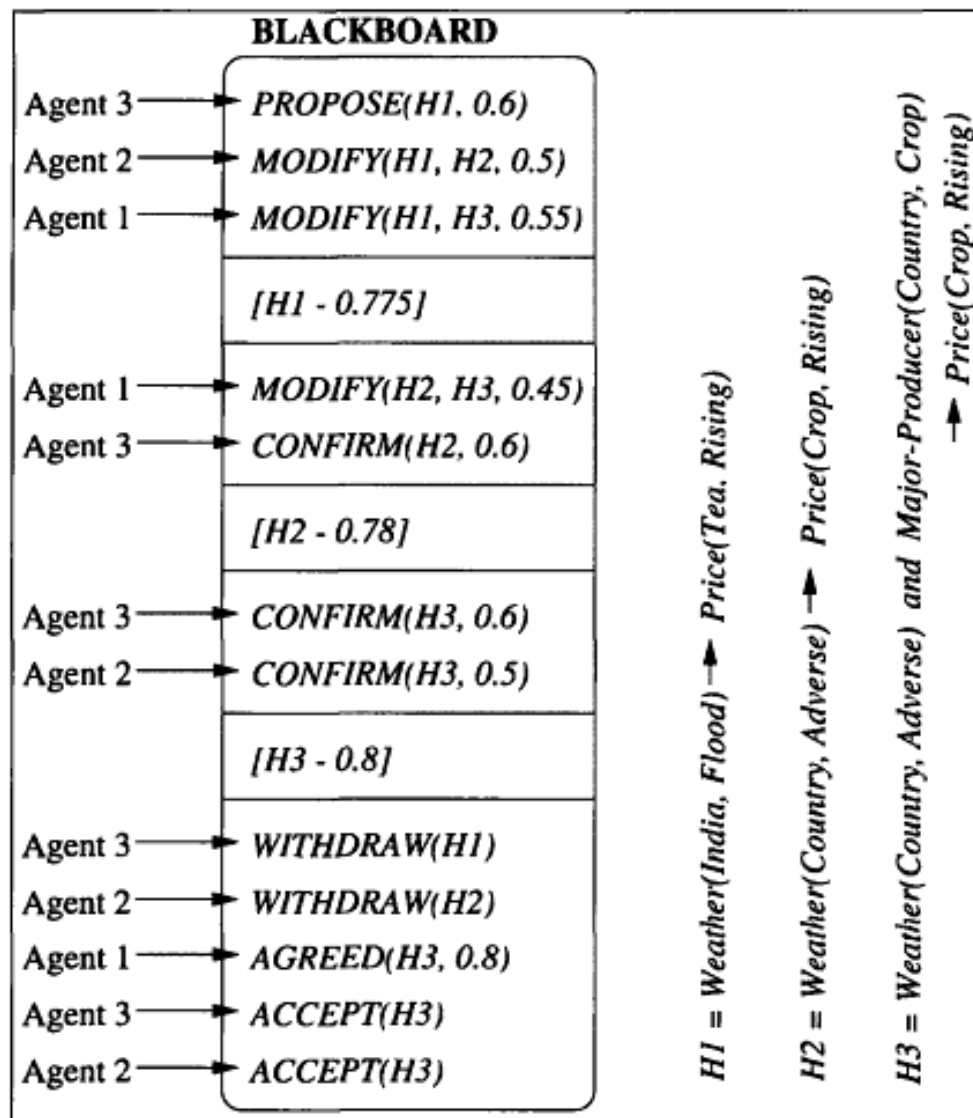 BLACKBOARD
Agent 3 → PROPOSE(H1, 0.6)
Agent 2 → MODIFY(H1, H2, 0.5)
Agent 1 → MODIFY(H1, H3, 0.55)
[H1 - 0.775]
Agent 1 → MODIFY(H2, H3, 0.45)
Agent 3 → CONFIRM(H2, 0.6)
[H2 - 0.78]
Agent 3 → CONFIRM(H3, 0.6)
Agent 2 → CONFIRM(H3, 0.5)
[H3 - 0.8]
Agent 3 → WITHDRAW(H1)
Agent 2 → WITHDRAW(H2)
Agent 1 → AGREED(H3, 0.8)
Agent 3 → ACCEPT(H3)
Agent 2 → ACCEPT(H3)
H1 = Weather(India, Flood) → Price(Tea. Rising)
H2 = Weather(Country, Adverse) → Price(Crop, Rising)
H3 = Weather(Country, Adverse) and Major-Producer(Country, Crop)
→ Price(Crop, Rising)